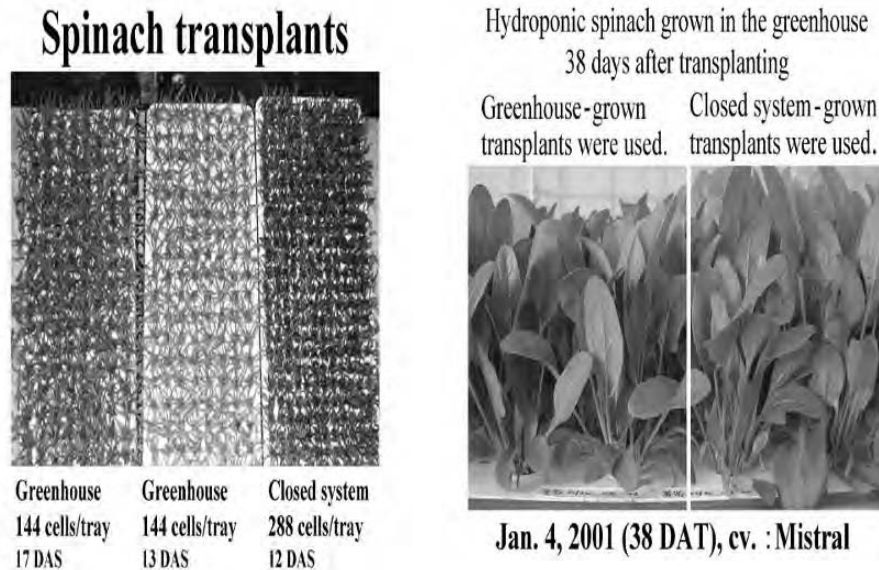 Spinach transplants
Greenhouse
144 cells/tray
17 DAS
Greenhouse
144 cells/tray
13 DAS
Closed system
288 cells/tray
12 DAS
Hydroponic spinach grown in the greenhouse
38 days after transplanting
Greenhouse-grown
transplants were used.
Closed system-grown
transplants were used.
Jan. 4, 2001 (38 DAT), cv. : Mistral